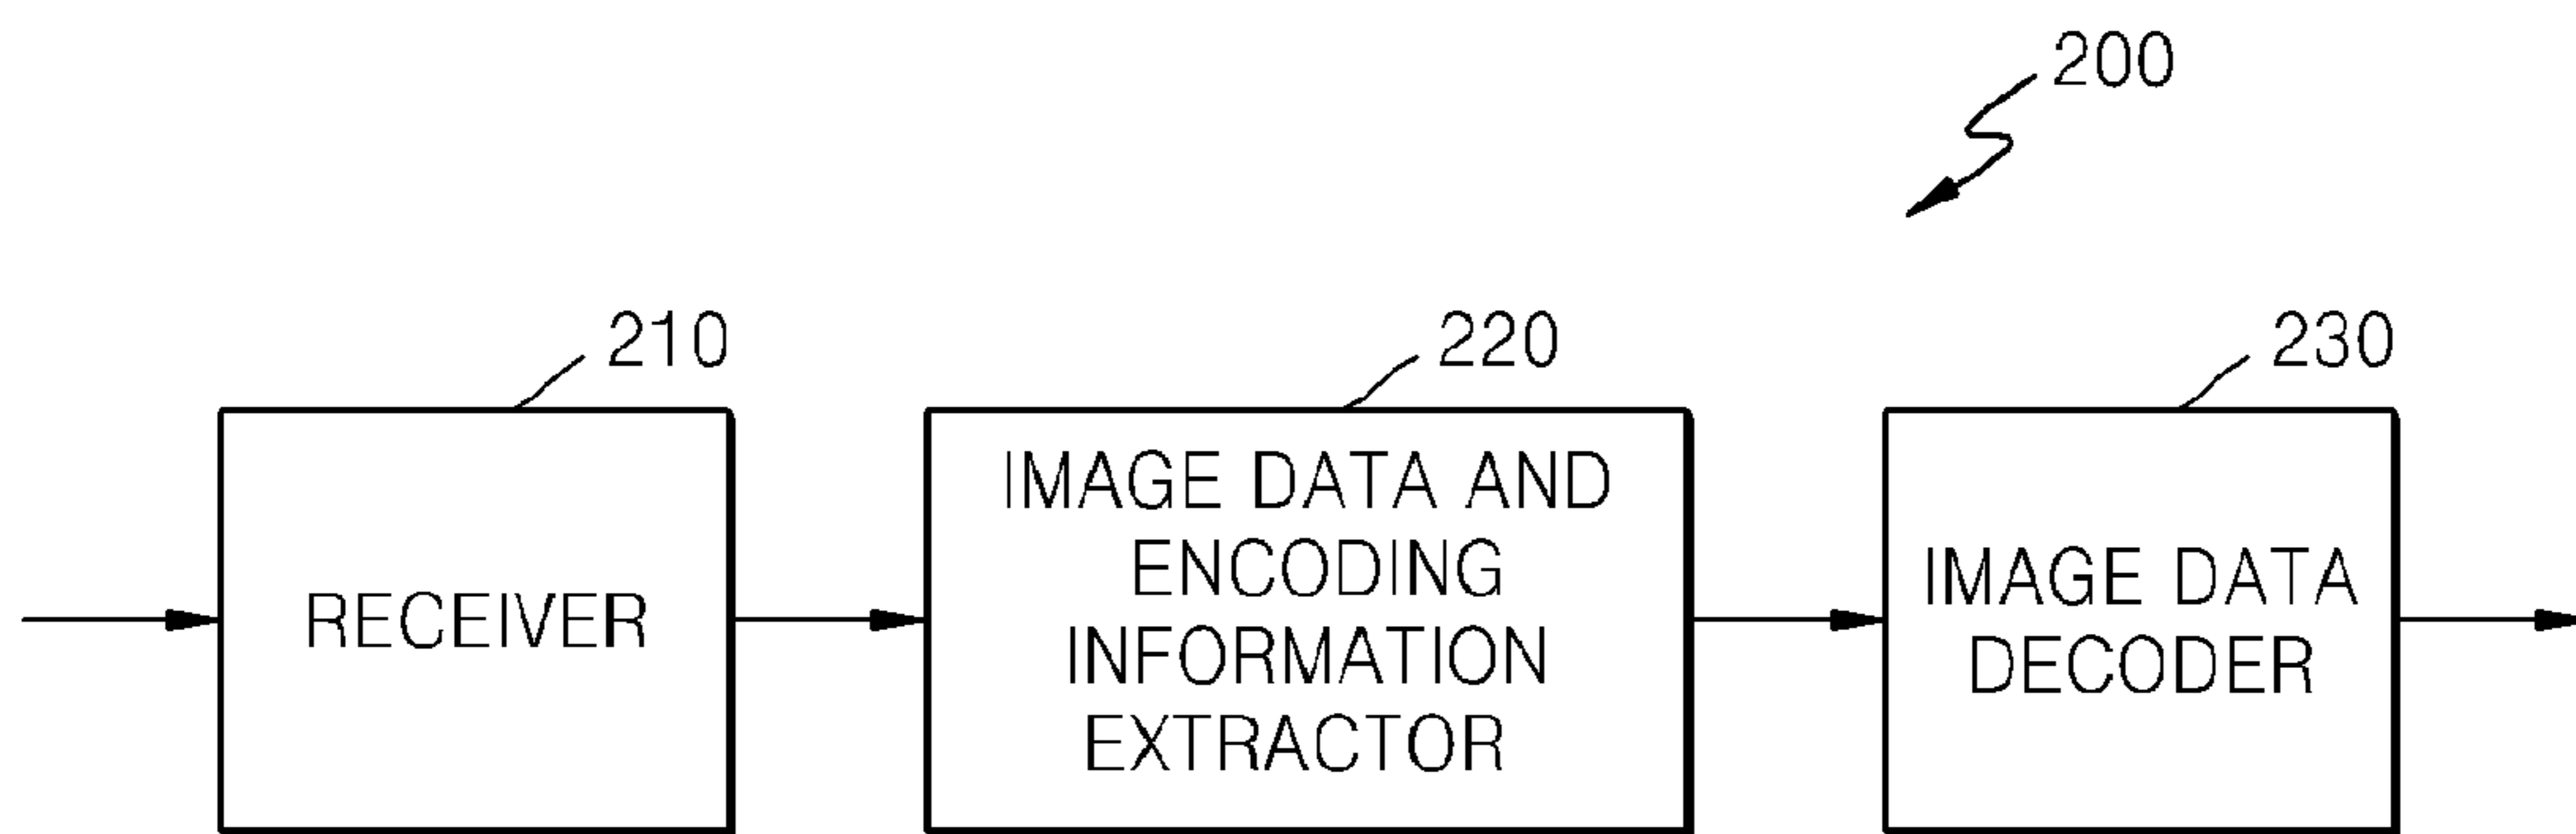 200
210
220
230
RECEIVER
IMAGE DATA AND
ENCODING
INFORMATION
EXTRACTOR
IMAGE DATA
DECODER